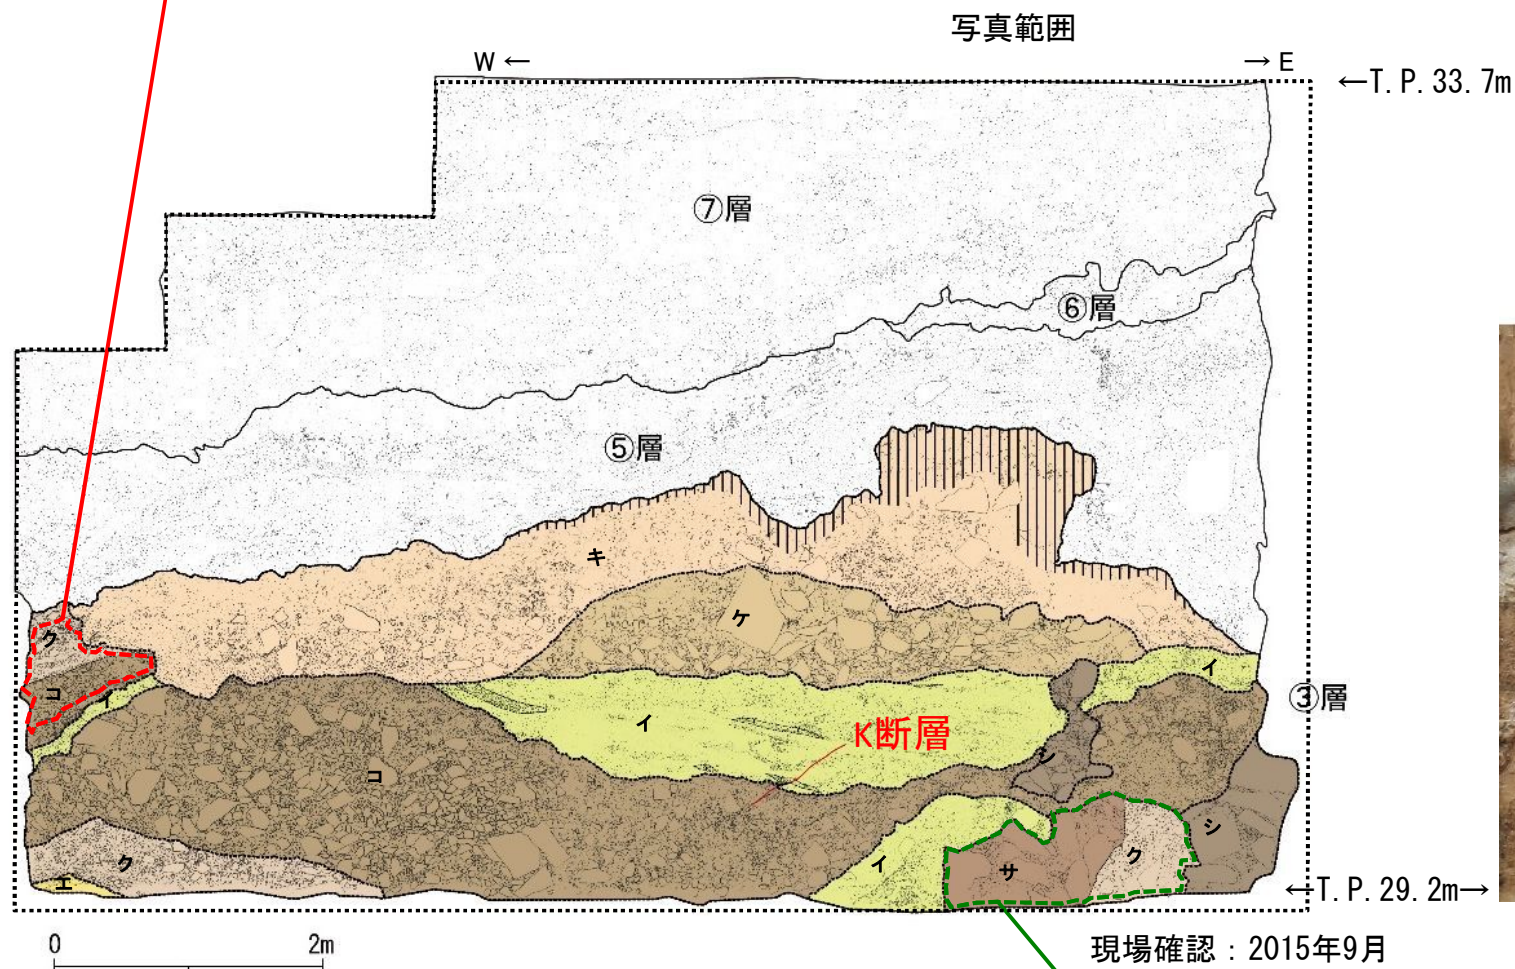 写真範囲
W ←
→ E
←T.P.33.7m
⑦層
⑥層
⑤層
キ
ケ
ク
イ
コ
イ
③層
イ
K断層
シ
コ
シ
ク
イ
サ
ク
エ
←T.P.29.2m→
0 2m
現場確認:2015年9月